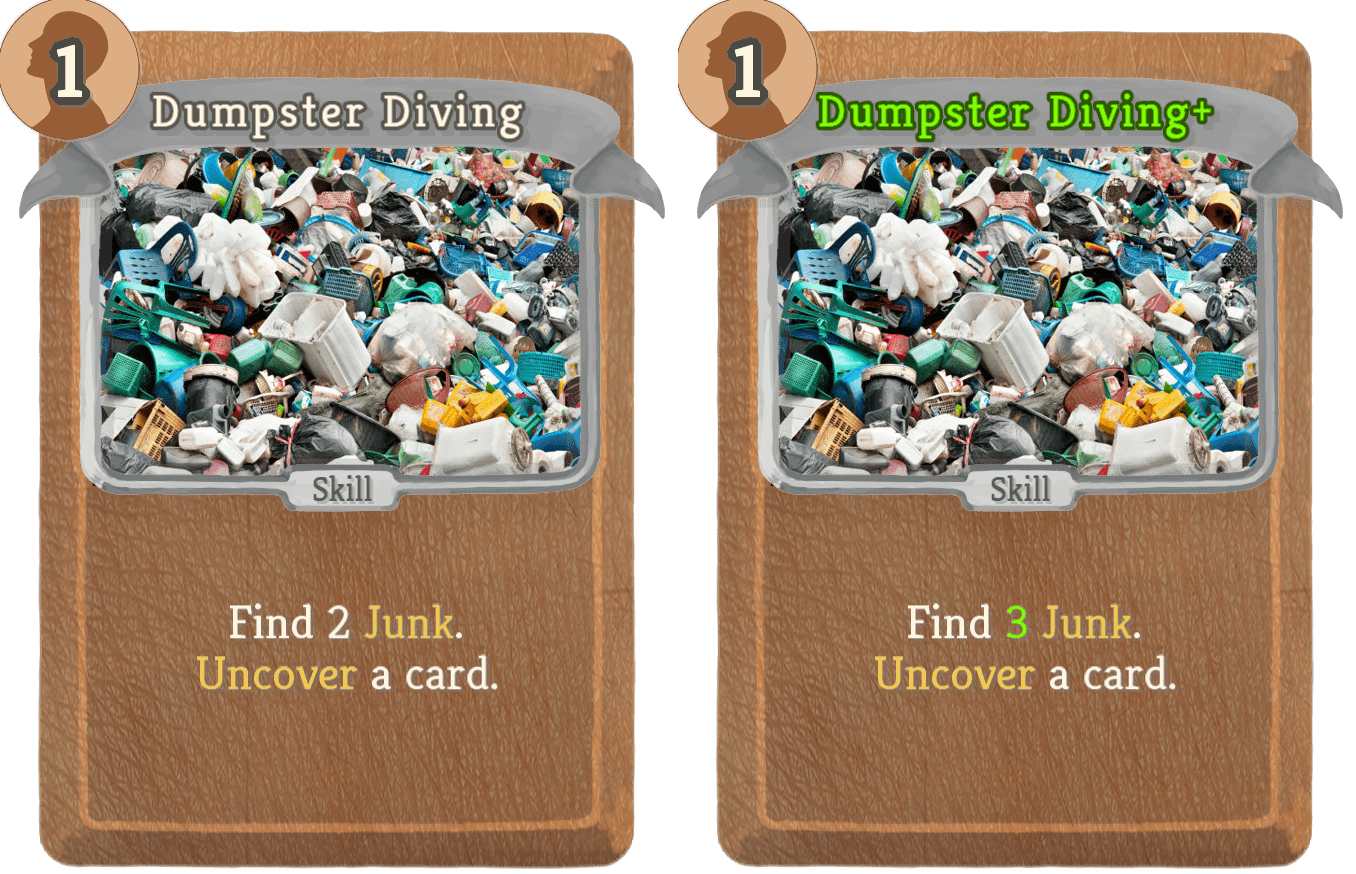 1
Dumpster Diving
Skill
Find 2 Junk.
Uncover a card.
1
Dumpster Diving+
Skill
Find 3 Junk.
Uncover a card.